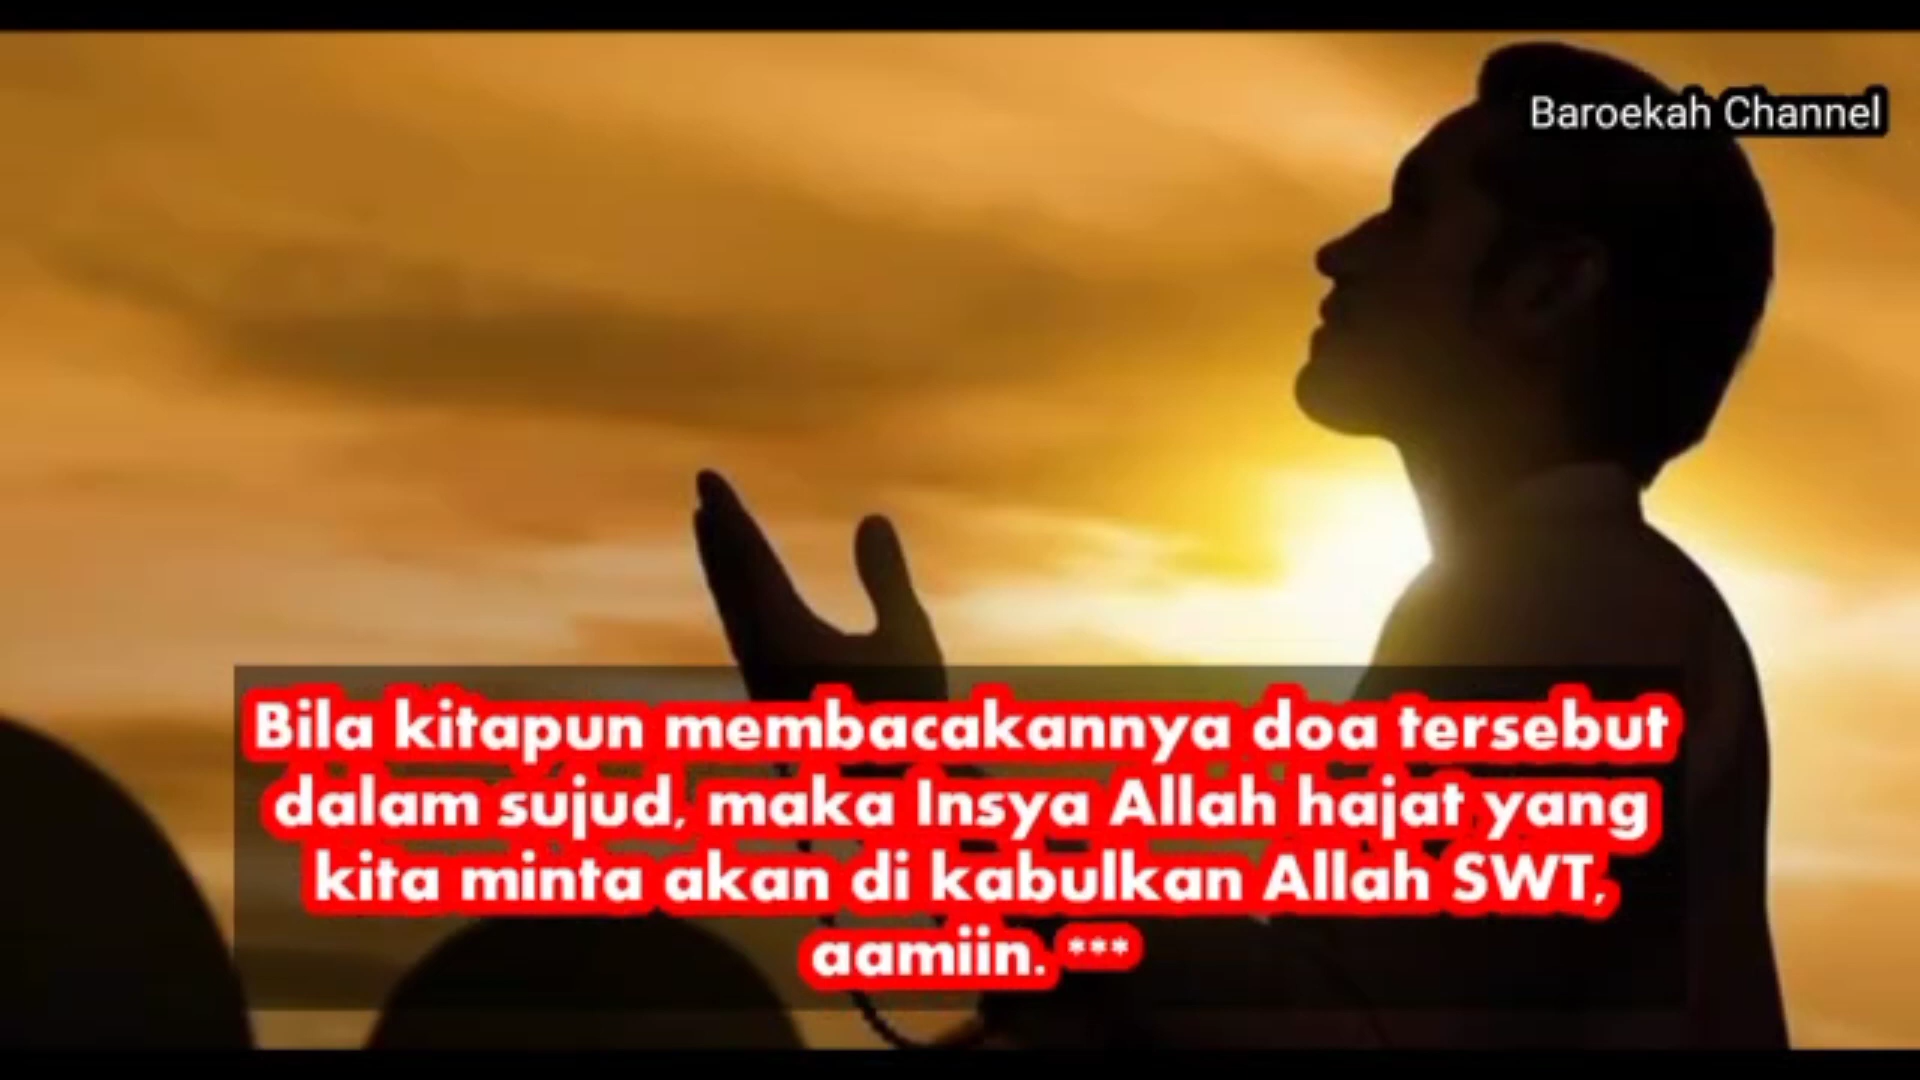 Baroekah Channel
Bila kitapun membacakannya doa tersebut
dalam sujud, maka Insya Allah hajat yang
kita minta akan di kabulkan Allah SWT,
aamiin. ***